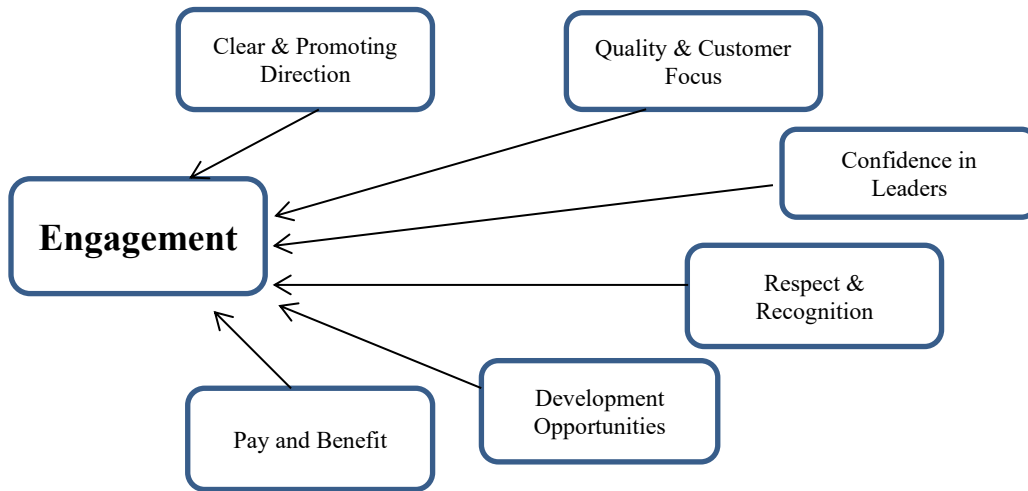 Clear & Promoting
Direction
Quality & Customer
Focus
Confidence in
Leaders
Engagement
Respect &
Recognition
Development
Opportunities
Pay and Benefit